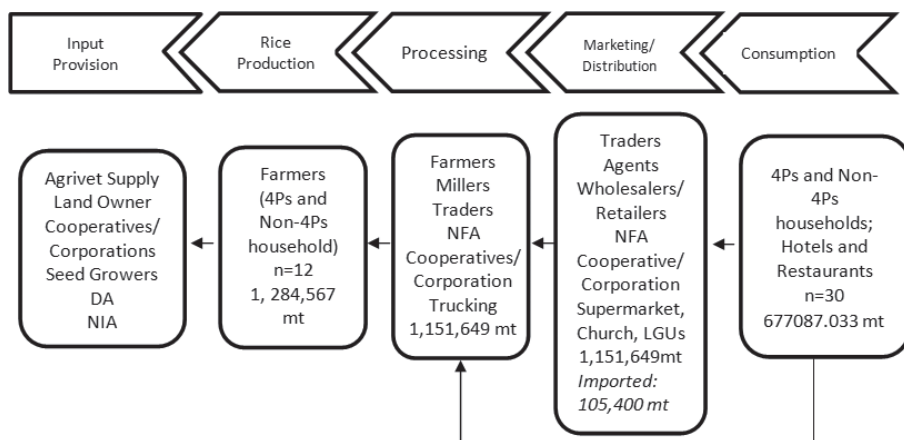 Input
Provision
Rice
Production
Processing
Marketing/
Distribution
Consumption
Agrivet Supply
Land Owner
Cooperatives/
Corporations
Seed Growers
DA
NIA
Farmers
(4Ps and
Non-4Ps
household)
n=12
1, 284,567
mt
Farmers
Millers
Traders
NFA
Cooperatives/
Corporation
Trucking
1,151,649 mt
Traders
Agents
Wholesalers/
Retailers
NFA
Cooperative/
Corporation
Supermarket,
Church, LGUs
1,151,649mt
Imported:
105,400 mt
4Ps and Non-
4Ps
households;
Hotels and
Restaurants
n=30
677087.033 mt